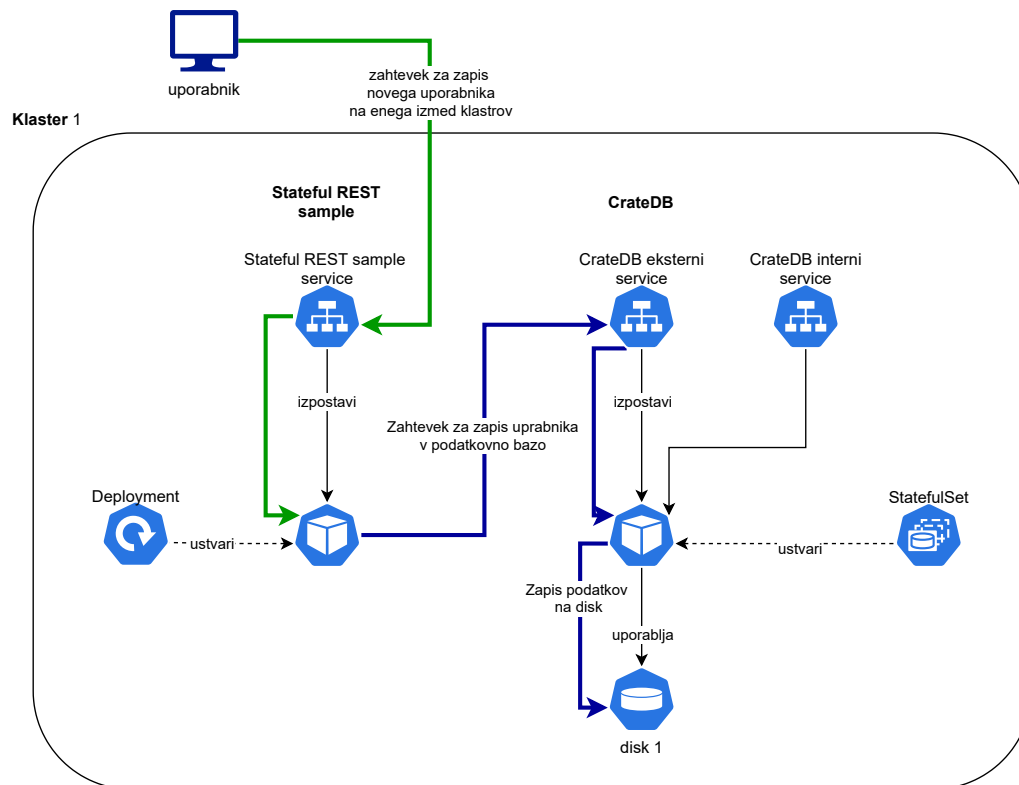 uporabnik
zahtevek za zapis
novega uporabnika
na enega izmed klastrov
Klaster 1
Stateful REST
sample
CrateDB
Stateful REST sample
service
CrateDB eksterni
service
CrateDB interni
service
izpostavi
izpostavi
Zahtevek za zapis uprabnika
v podatkovno bazo
Deployment
StatefulSet
ustvari
ustvari
Zapis podatkov
na disk
uporablja
disk 1